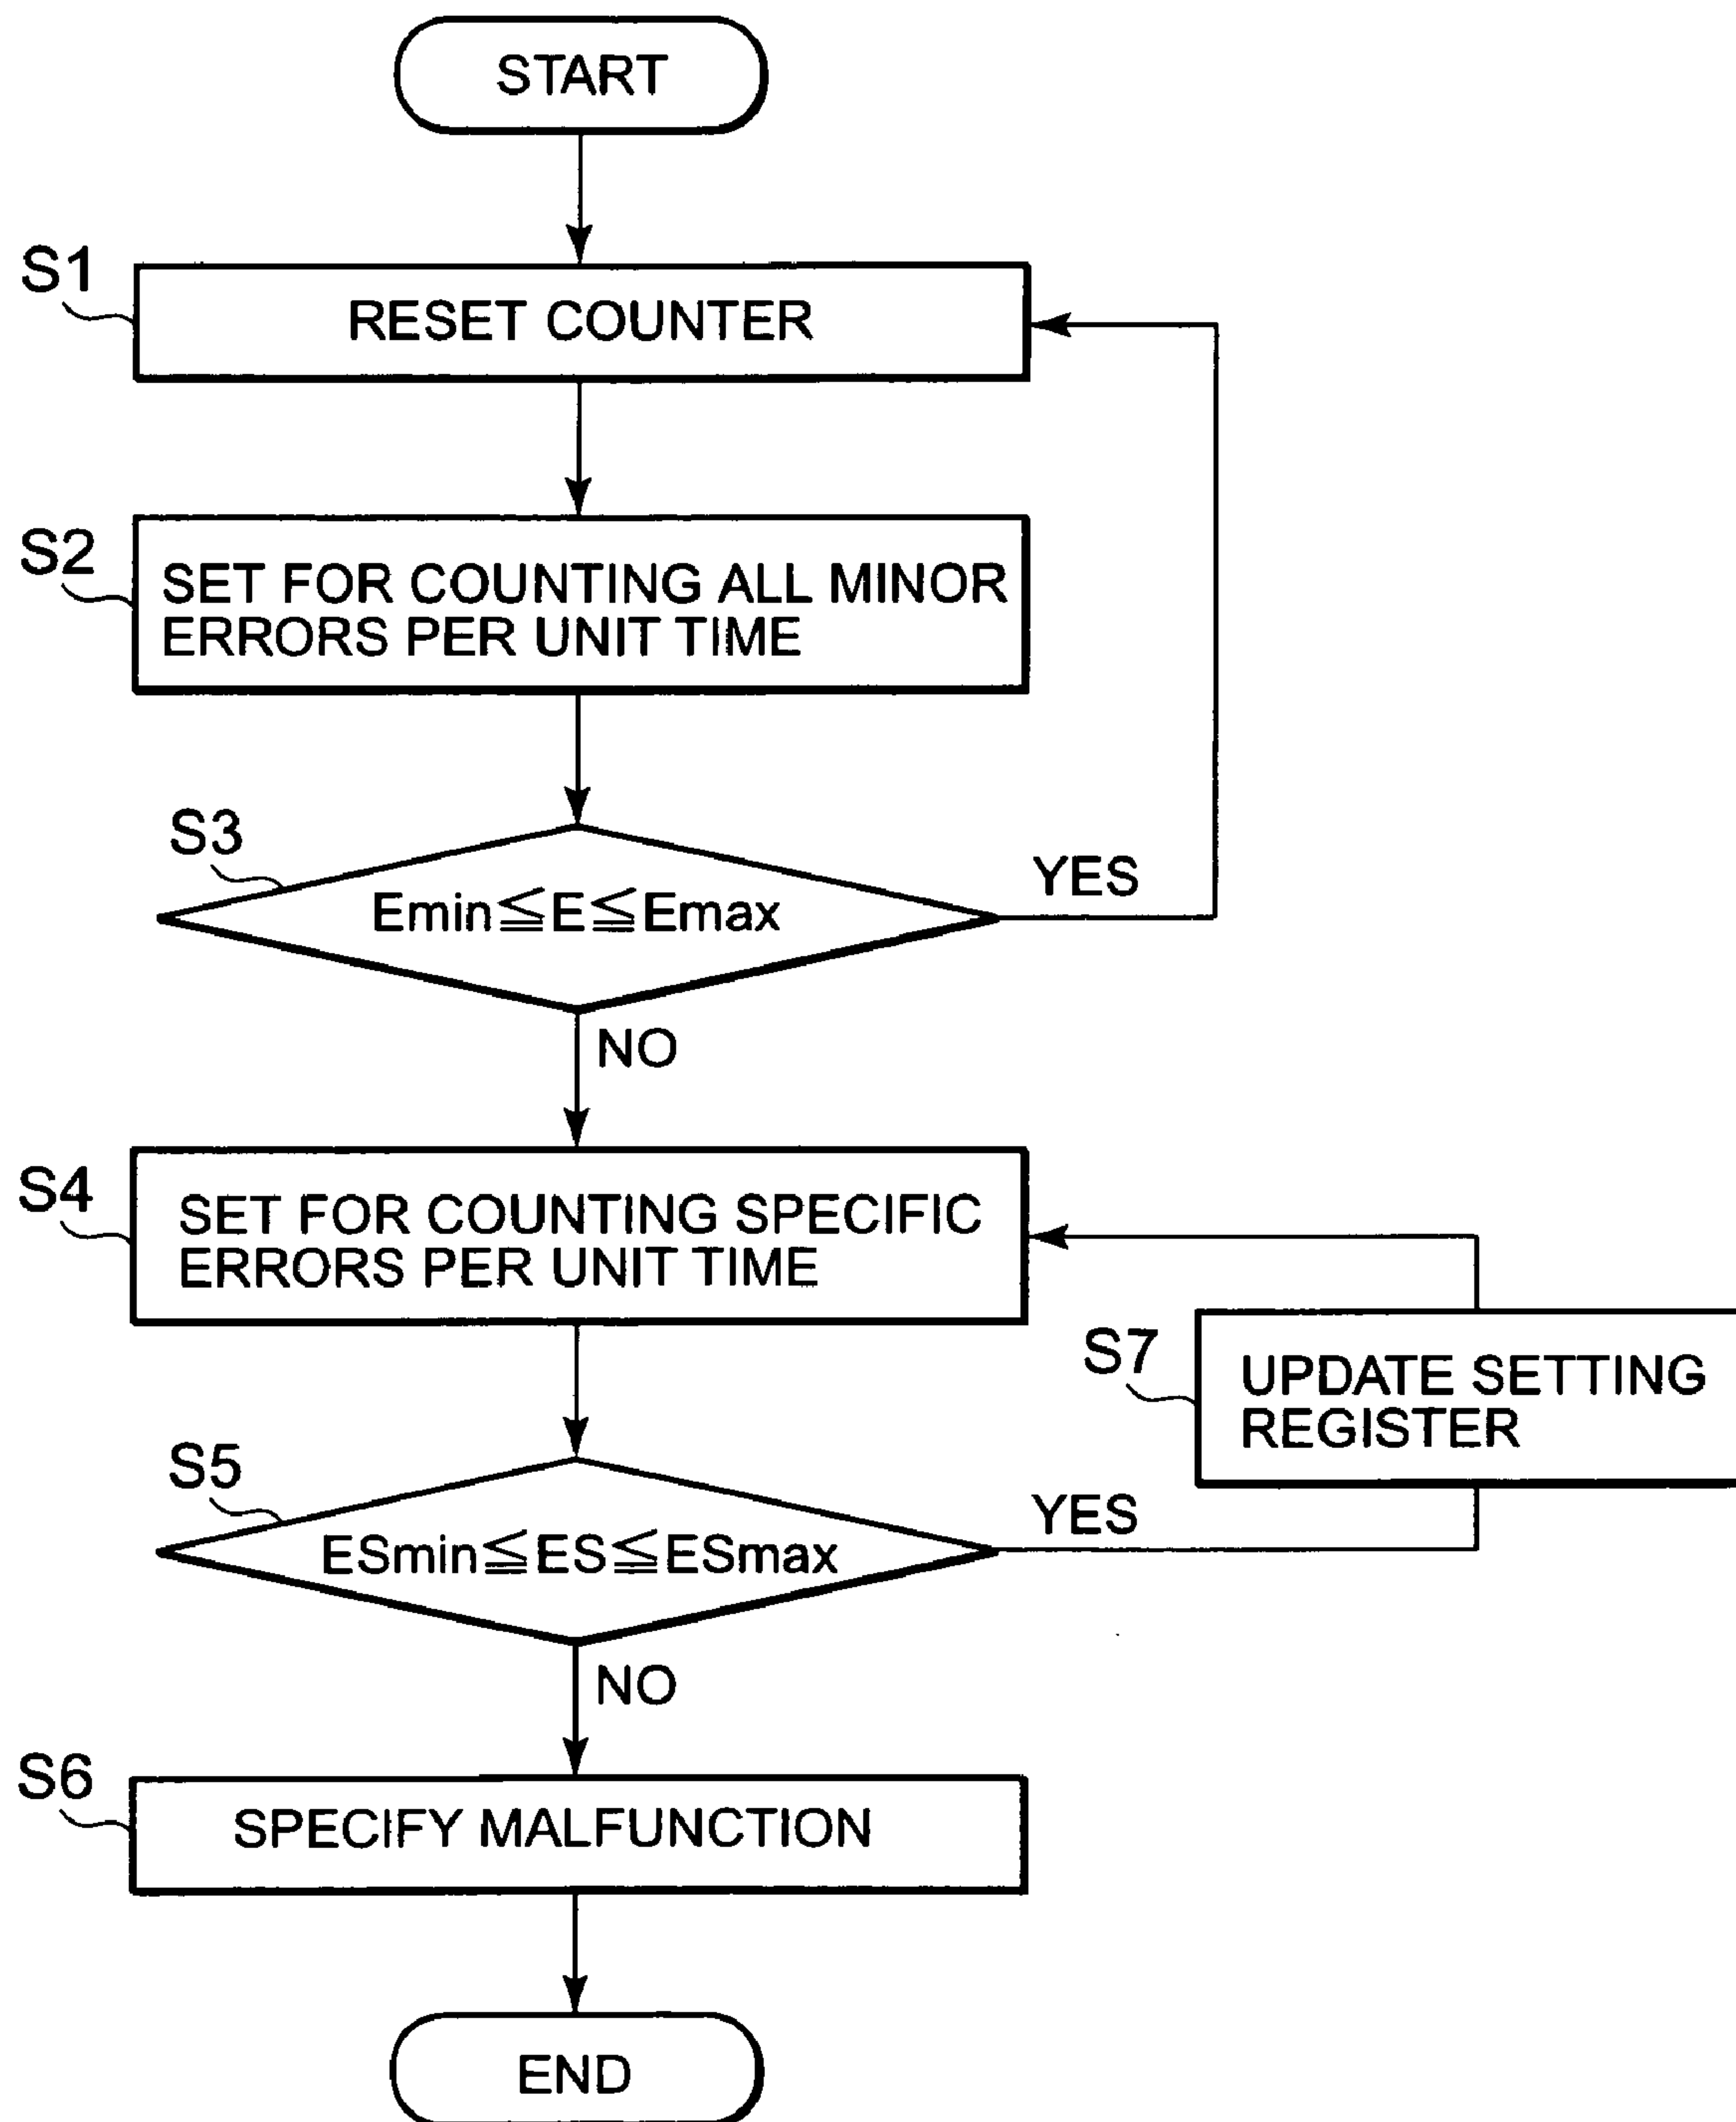 START
S1
RESET COUNTER
S2
SET FOR COUNTING ALL MINOR
ERRORS PER UNIT TIME
S3
Emin≦E≦Emax
YES
NO
S4
SET FOR COUNTING SPECIFIC
ERRORS PER UNIT TIME
S7
UPDATE SETTING
REGISTER
S5
ESmin≦ES≦ESmax
YES
NO
S6
SPECIFY MALFUNCTION
END